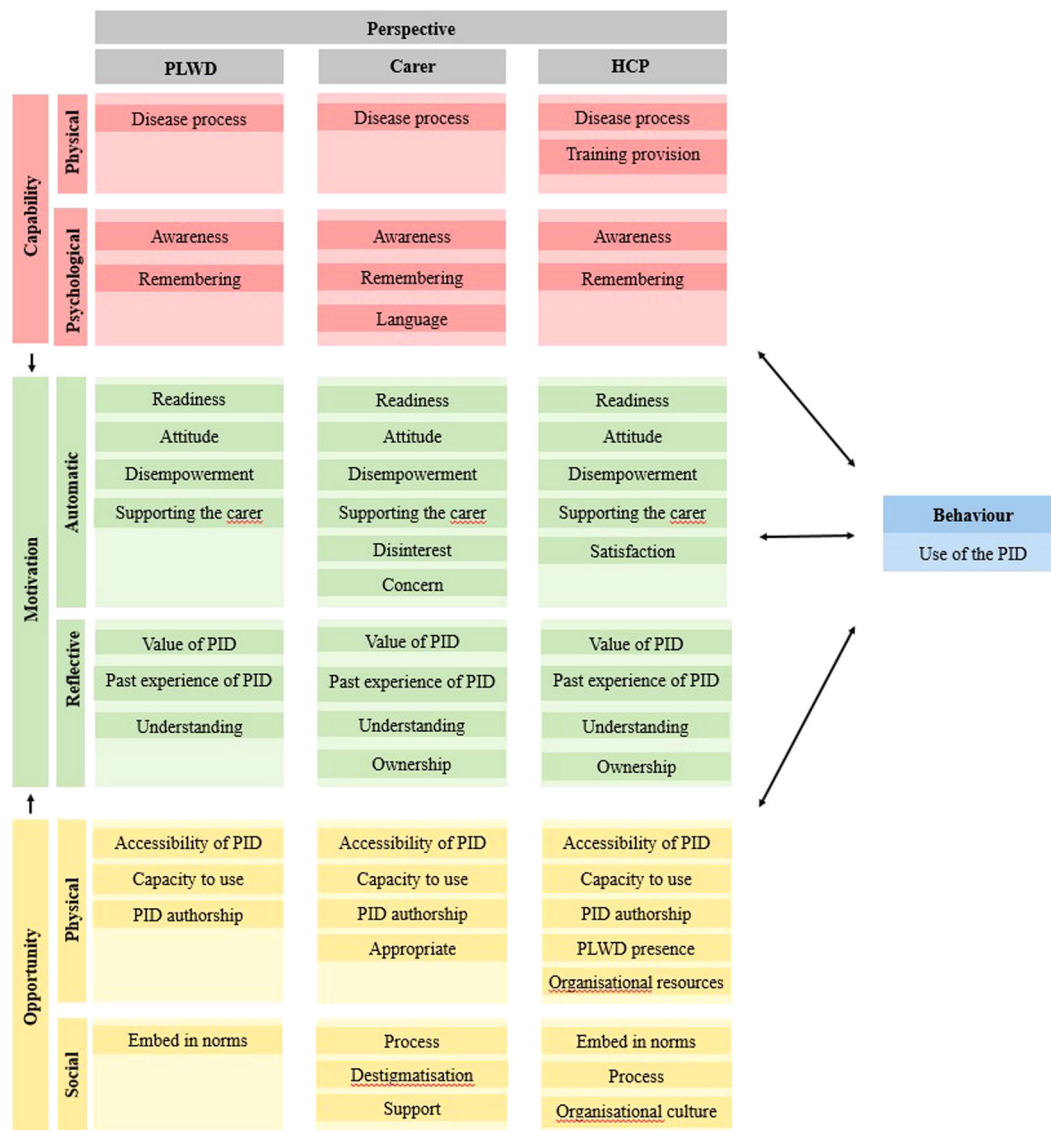 Perspective
PLWD
Carer
HCP
Capability
Physical
Disease process
Disease process
Disease process
Training provision
Psychological
Awareness
Remembering
Awareness
Remembering
Language
Awareness
Remembering
Motivation
Automatic
Readiness
Attitude
Disempowerment
Supporting the carer
Readiness
Attitude
Disempowerment
Supporting the carer
Disinterest
Concern
Readiness
Attitude
Disempowerment
Supporting the carer
Satisfaction
Reflective
Value of PID
Past experience of PID
Understanding
Value of PID
Past experience of PID
Understanding
Ownership
Value of PID
Past experience of PID
Understanding
Ownership
Opportunity
Physical
Accessibility of PID
Capacity to use
PID authorship
Accessibility of PID
Capacity to use
PID authorship
Appropriate
Accessibility of PID
Capacity to use
PID authorship
PLWD presence
Organisational resources
Social
Embed in norms
Process
Destigmatisation
Support
Embed in norms
Process
Organisational culture
Behaviour
Use of the PID